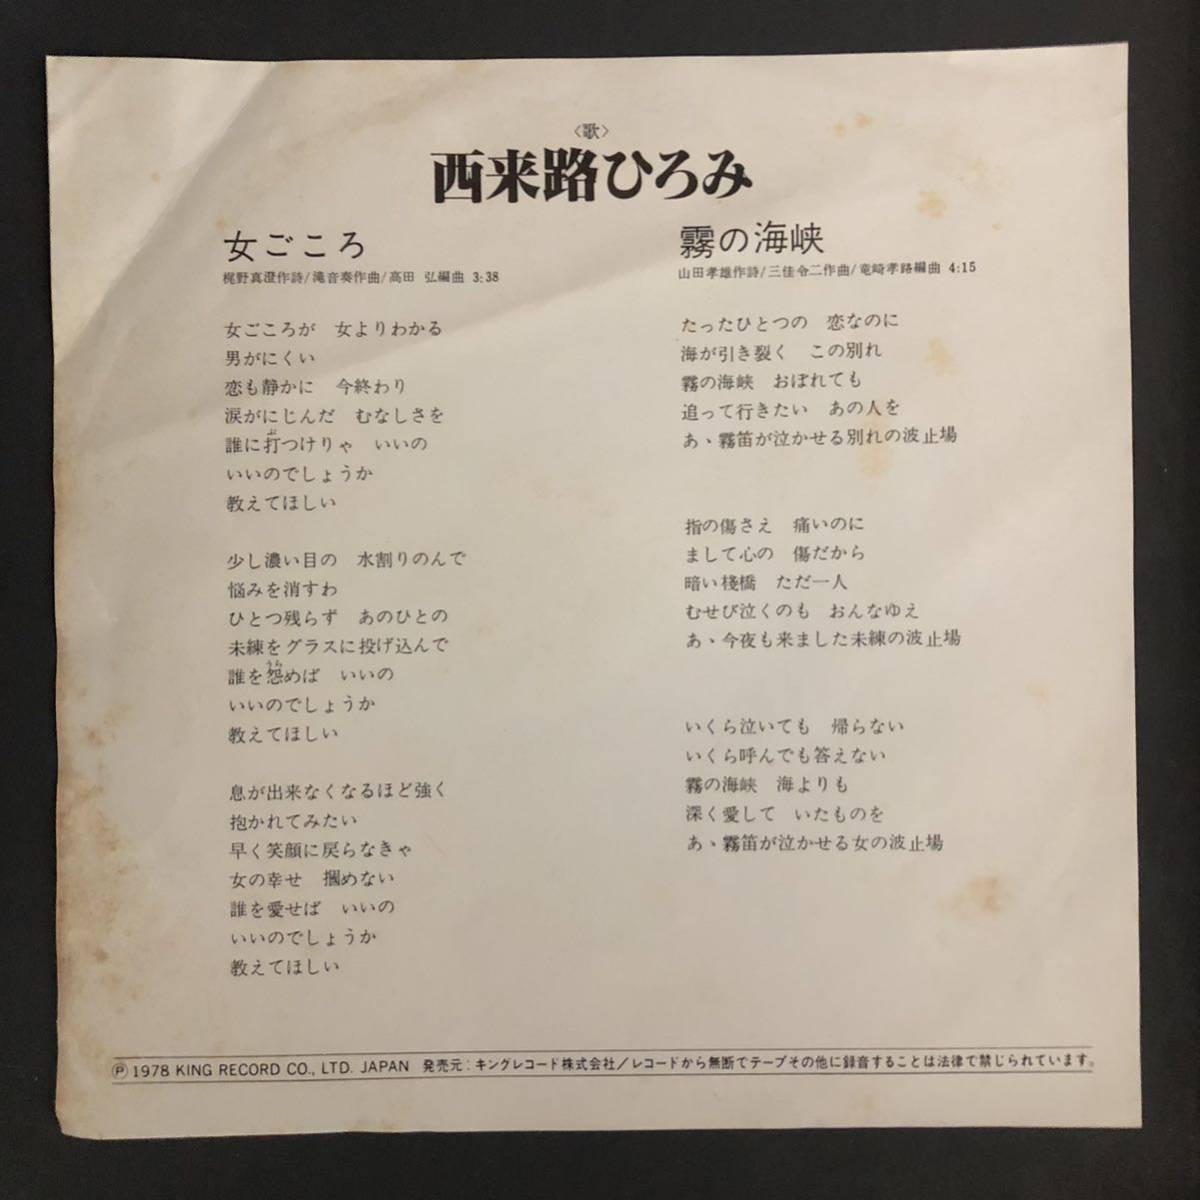 〈歌〉
西来路ひろみ
女ごころ
梶野真澄作詩/滝音奏作曲/高田 弘編曲 3:38
女ごころが 女よりわかる
男がにくい
恋も静かに 今終わり
涙がにじんだ むなしさを
誰に打つけりゃ いいの
いいのでしょうか
教えてほしい
少し濃い目の 水割りのんで
悩みを消すわ
ひとつ残らず あのひとの
未練をグラスに投げ込んで
誰を怨めば いいの
いいのでしょうか
教えてほしい
息が出来なくなるほど強く
抱かれてみたい
早く笑顔に戻らなきゃ
女の幸せ 掴めない
誰を愛せば いいの
いいのでしょうか
教えてほしい
霧の海峡
山田孝雄作詩/三佳令二作曲/竜崎孝路編曲 4:15
たったひとつの 恋なのに
海が引き裂く この別れ
霧の海峡 おぼれても
追って行きたい あの人を
あゝ霧笛が泣かせる別れの波止場
指の傷さえ 痛いのに
まして心の 傷だから
暗い棧橋 ただ一人
むせび泣くのも おんなゆえ
あゝ今夜も来ました未練の波止場
いくら泣いても 帰らない
いくら呼んでも答えない
霧の海峡 海よりも
深く愛して いたものを
あゝ霧笛が泣かせる女の波止場
Ⓟ1978 KING RECORD CO., LTD. JAPAN 発売元:キングレコード株式会社/レコードから無断でテープその他に録音することは法律で禁じられています。